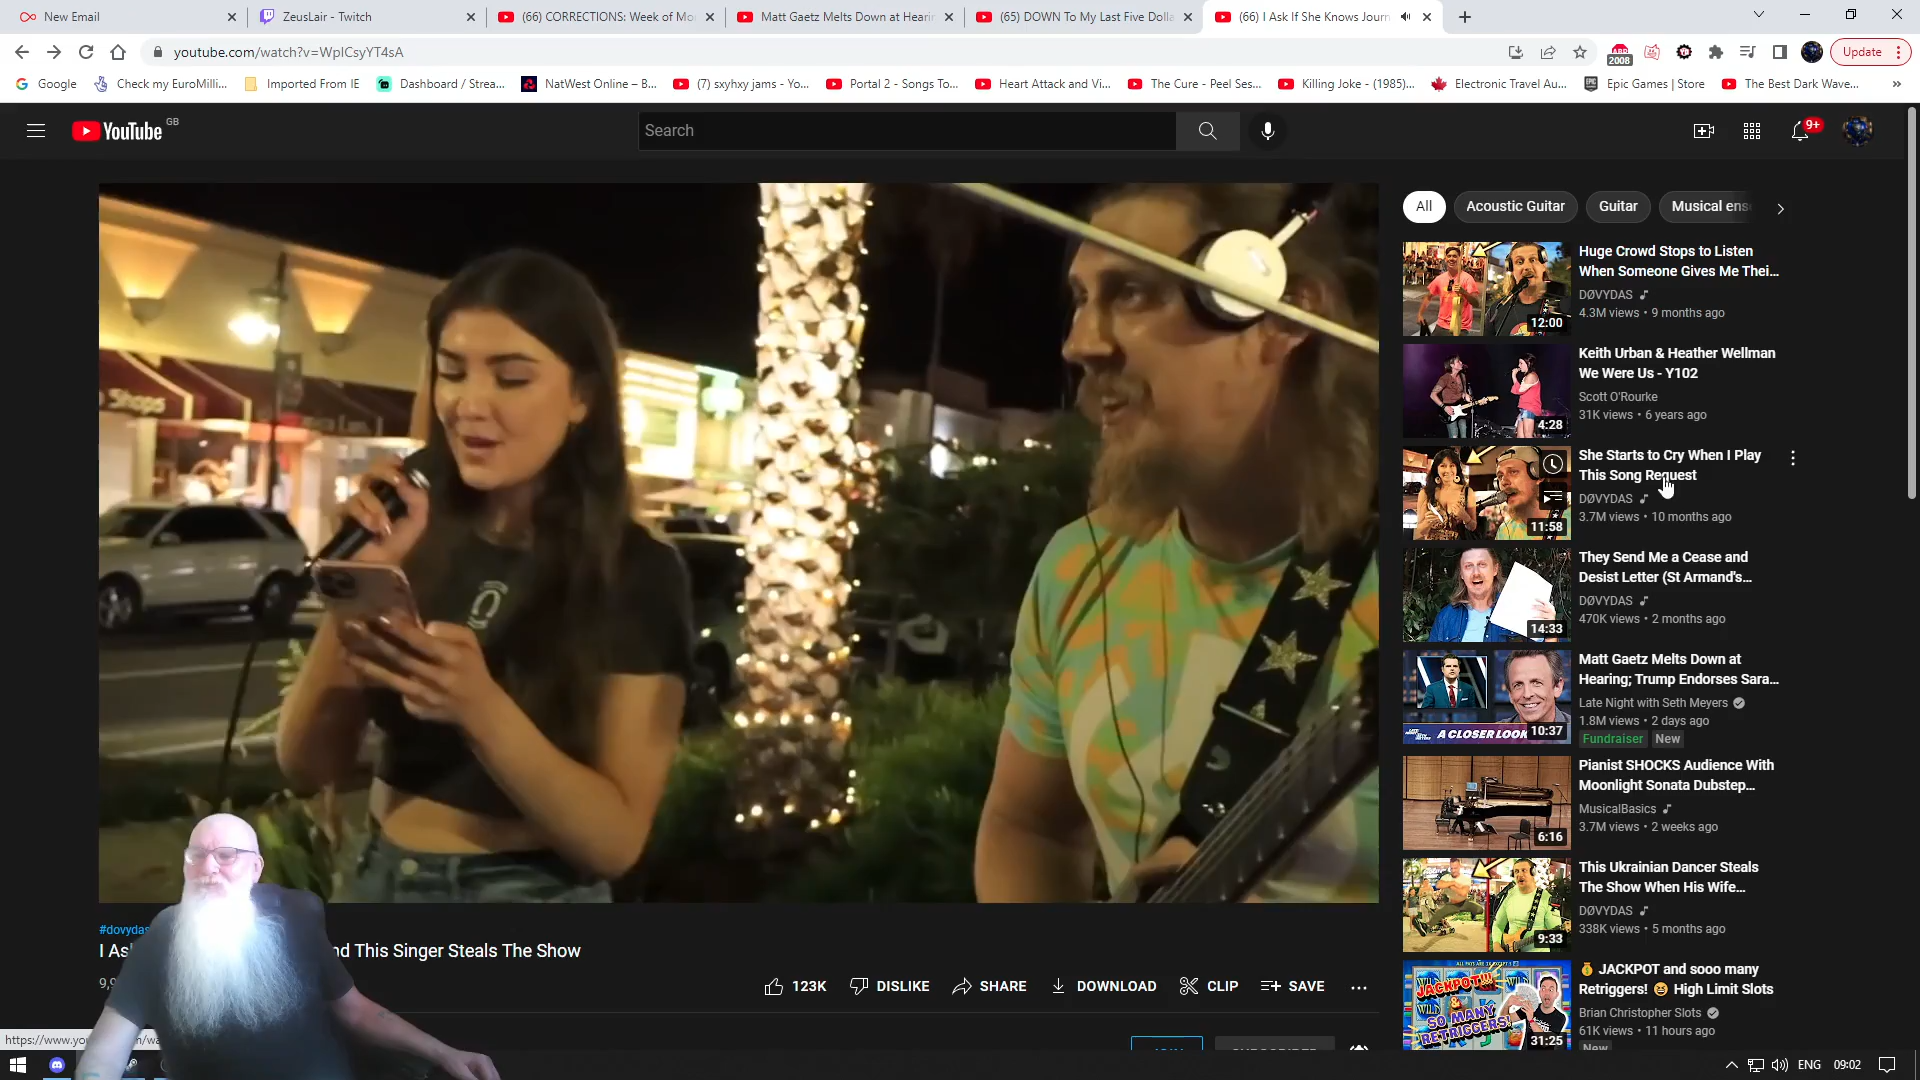 New Email
ZeusLair - Twitch
(66) CORRECTIONS: Week of Mo
Matt Gaetz Melts Down at Heari
(65) DOWN To My Last Five Dolla
(66) I Ask If She Knows Journ
youtube.com/watch?v=WpICsyYT4sA
2008
Update
Google
Check my EuroMilli...
Imported From IE
Dashboard / Strea...
NatWest Online – B...
(7) sxyhxy jams - Yo...
Portal 2 - Songs To...
Heart Attack and Vi...
The Cure - Peel Ses...
Killing Joke - (1985)...
Electronic Travel Au...
Epic Games | Store
The Best Dark Wave...
YouTube GB
Search
9+
All
Acoustic Guitar
Guitar
Musical ens
Huge Crowd Stops to Listen
When Someone Gives Me Thei...
DØVYDAS
4.3M views • 9 months ago
12:00
Keith Urban & Heather Wellman
We Were Us - Y102
Scott O'Rourke
31K views • 6 years ago
4:28
She Starts to Cry When I Play
This Song Request
DØVYDAS
3.7M views • 10 months ago
11:58
They Send Me a Cease and
Desist Letter (St Armand's...
DØVYDAS
470K views • 2 months ago
14:33
Matt Gaetz Melts Down at
Hearing; Trump Endorses Sara...
Late Night with Seth Meyers
1.8M views • 2 days ago
Fundraiser New
A CLOSER LOOK
10:37
Pianist SHOCKS Audience With
Moonlight Sonata Dubstep...
MusicalBasics
3.7M views • 2 weeks ago
6:16
This Ukrainian Dancer Steals
The Show When His Wife...
DØVYDAS
338K views • 5 months ago
9:33
JACKPOT and sooo many
Retriggers! 😆 High Limit Slots
Brian Christopher Slots
61K views • 11 hours ago
New
JACKPOT!!!
SO MANY
RETRIGGERS!
31:25
Shops
#dovydas
I As
nd This Singer Steals The Show
9,9
123K
DISLIKE
SHARE
DOWNLOAD
CLIP
SAVE
JOIN
SUBSCRIBED
https://www.you
m/wa
ENG
09:02